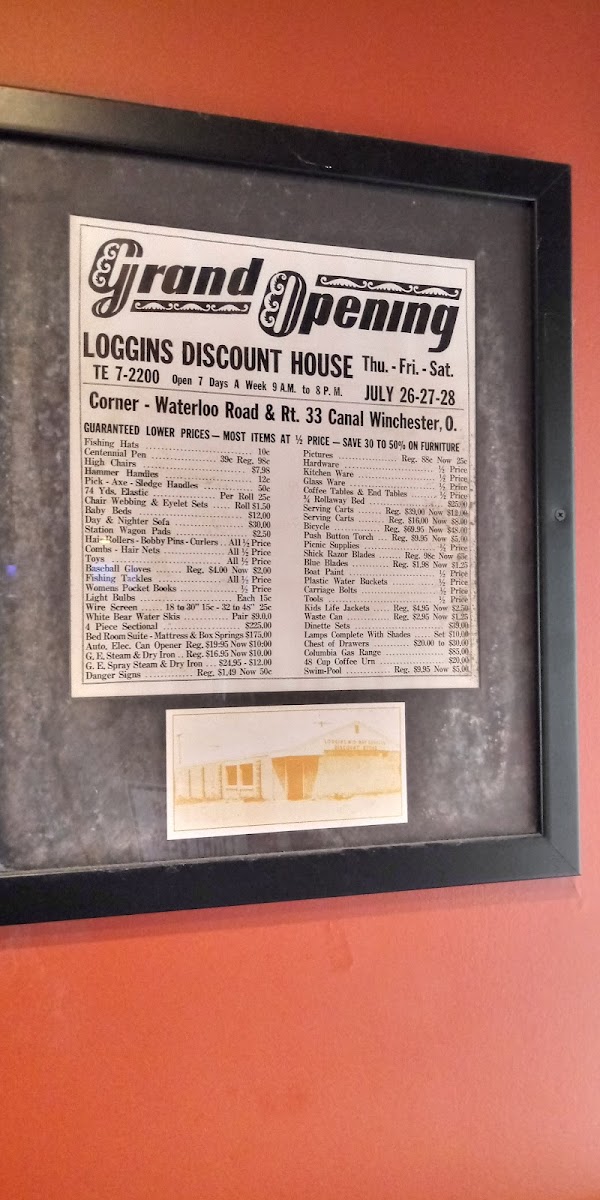 Grand Opening
LOGGINS DISCOUNT HOUSE Thu. - Fri. - Sat.
TE 7-2200 Open 7 Days A Week 9 A.M. to 8 P.M. JULY 26-27-28
Corner - Waterloo Road & Rt. 33 Canal Winchester, O.
GUARANTEED LOWER PRICES — MOST ITEMS AT ½ PRICE — SAVE 30 TO 50% ON FURNITURE
Fishing Hats 10c
Centennial Pen 39c Reg. 98c
High Chairs $7.98
Hammer Handles 12c
Pick - Axe - Sledge Handles 50c
74 Yds. Elastic Per Roll 25c
Chair Webbing & Eyelet Sets Roll $1.50
Baby Beds $12.00
Day & Nighter Sofa $30.00
Station Wagon Pads $2.50
Hair Rollers - Bobby Pins - Curlers All ½ Price
Combs - Hair Nets All ½ Price
Toys All ½ Price
Baseball Gloves Reg. $4.00 Now $2.00
Fishing Tackles All ½ Price
Womens Pocket Books ½ Price
Light Bulbs Each 15c
Wire Screen 18 to 30" 15c - 32 to 48" 25c
White Bear Water Skis Pair $9.0.0
4 Piece Sectional $225.00
Bed Room Suite - Mattress & Box Springs $175.00
Auto. Elec. Can Opener Reg. $19.95 Now $10.00
G. E. Steam & Dry Iron Reg. $16.95 Now $10.00
G. E. Spray Steam & Dry Iron $24.95 - $12.00
Danger Signs Reg. $1.49 Now 50c
Pictures Reg. 88c Now 25c
Hardware ½ Price
Kitchen Ware ½ Price
Glass Ware ½ Price
Coffee Tables & End Tables ½ Price
¾ Rollaway Bed $25.00
Serving Carts Reg. $39.00 Now $12.00
Serving Carts Reg. $16.00 Now $8.00
Bicycle Reg. $69.95 Now $48.00
Push Button Torch Reg. $9.95 Now $5.00
Picnic Supplies ½ Price
Shick Razor Blades Reg. 98c Now
Blue Blades Reg. $1.98 Now $1.25
Boat Paint ½ Price
Plastic Water Buckets ½ Price
Carriage Bolts ½ Price
Tools ½ Price
Kids Life Jackets Reg. $4.95 Now $2.50
Waste Can Reg. $2.95 Now $1.25
Dinette Sets $39.00
Lamps Complete With Shades Set $10.00
Chest of Drawers $20.00 to $30.00
Columbia Gas Range $85.00
48 Cup Coffee Urn $20.00
Swim-Pool Reg. $9.95 Now $5.00